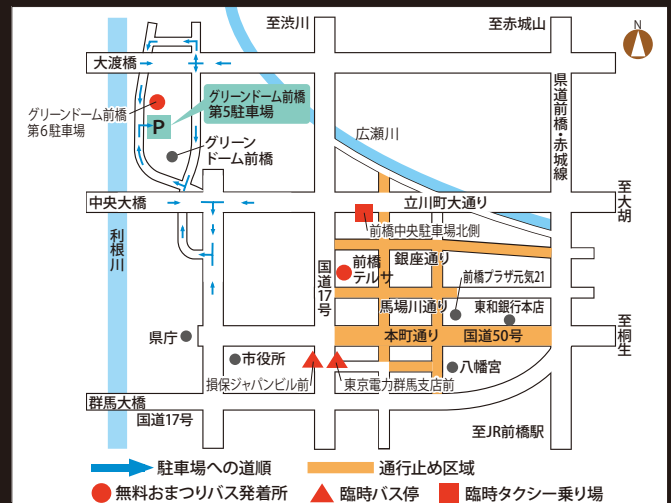 至渋川
至赤城山
N
大渡橋
グリーンドーム前橋
第5駐車場
グリーンドーム前橋
第6駐車場
P
グリーン
ドーム前橋
広瀬川
県道前橋・赤城線
中央大橋
立川町大通り
至大胡
前橋中央駐車場北側
利根川
国道17号
銀座通り
前橋
テルサ
前橋プラザ元気21
馬場川通り
東和銀行本店
県庁
本町通り
国道50号
至桐生
市役所
八幡宮
損保ジャパンビル前
東京電力群馬支店前
群馬大橋
国道17号
至JR前橋駅
駐車場への道順
通行止め区域
無料おまつりバス発着所
臨時バス停
臨時タクシー乗り場